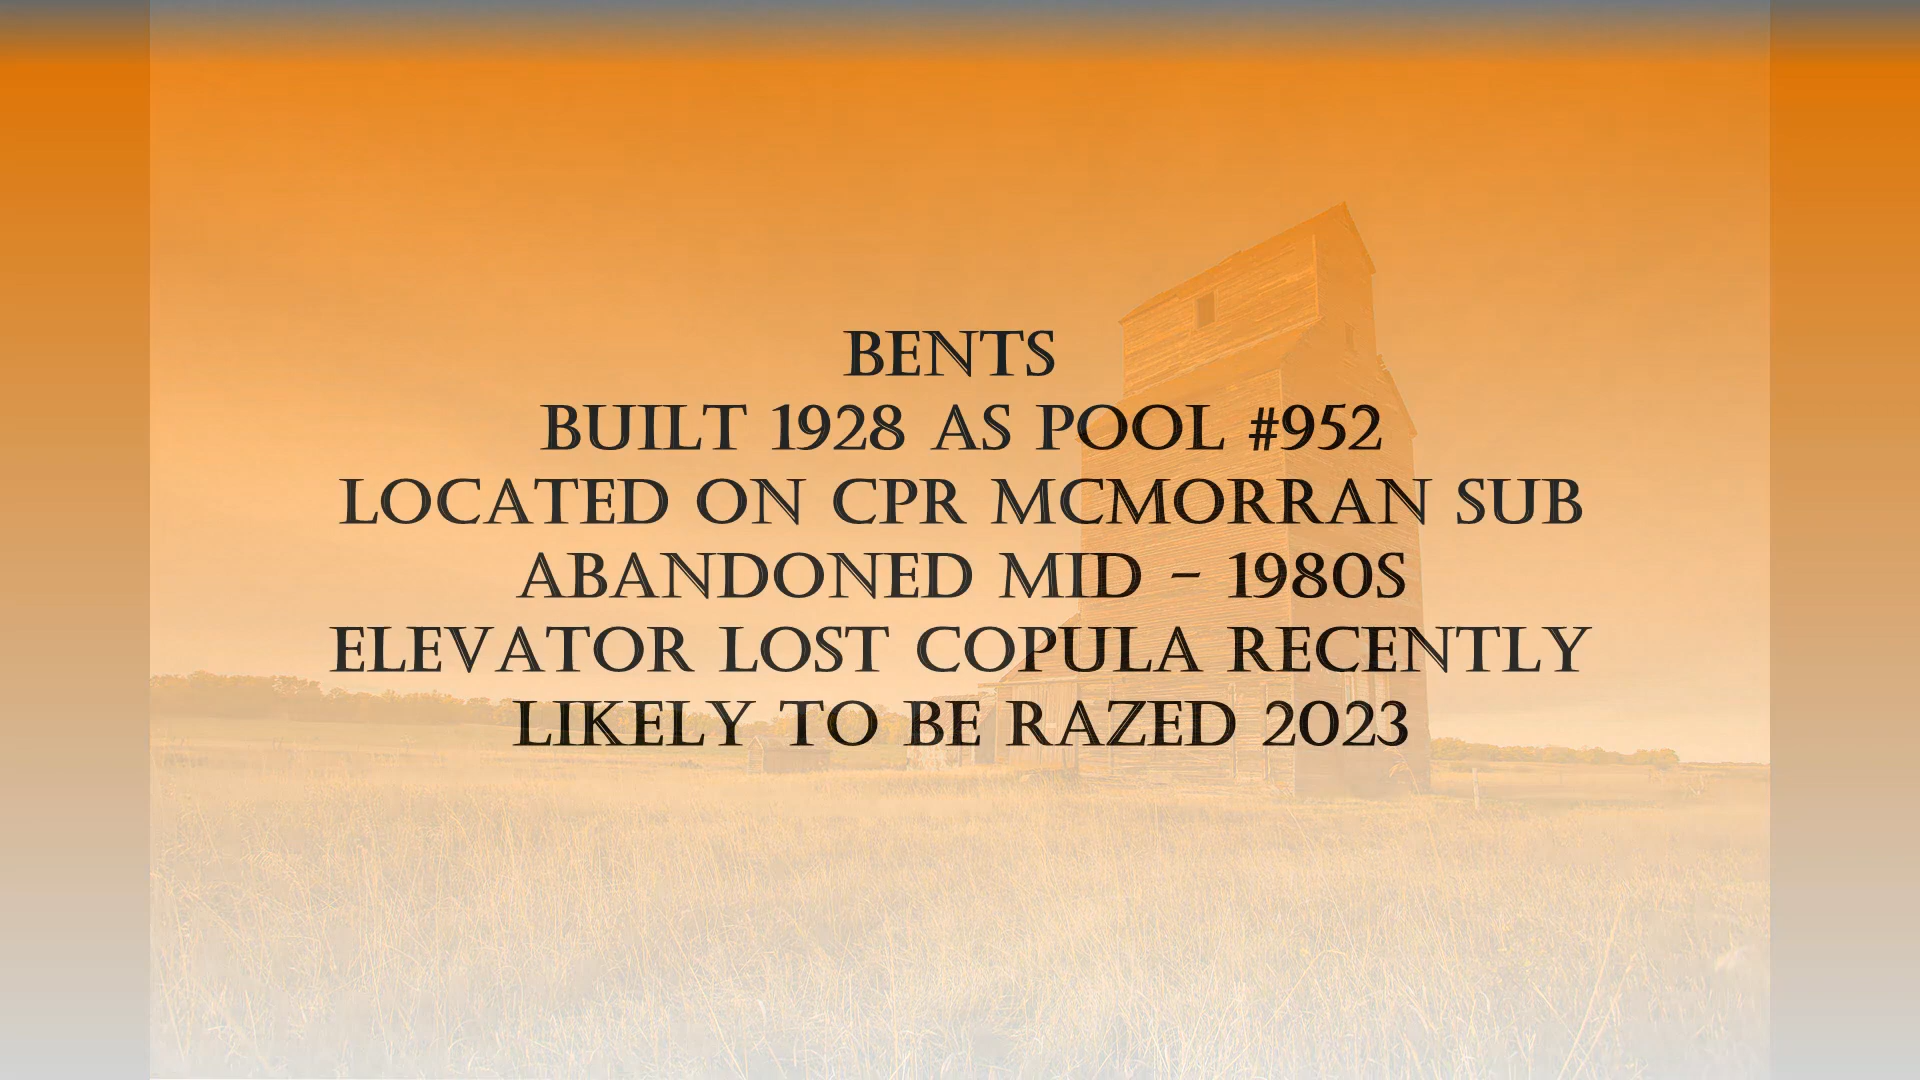 BENTS
BUILT 1928 AS POOL #952
LOCATED ON CPR MCMORRAN SUB
ABANDONED MID - 1980S
ELEVATOR LOST COPULA RECENTLY
LIKELY TO BE RAZED 2023